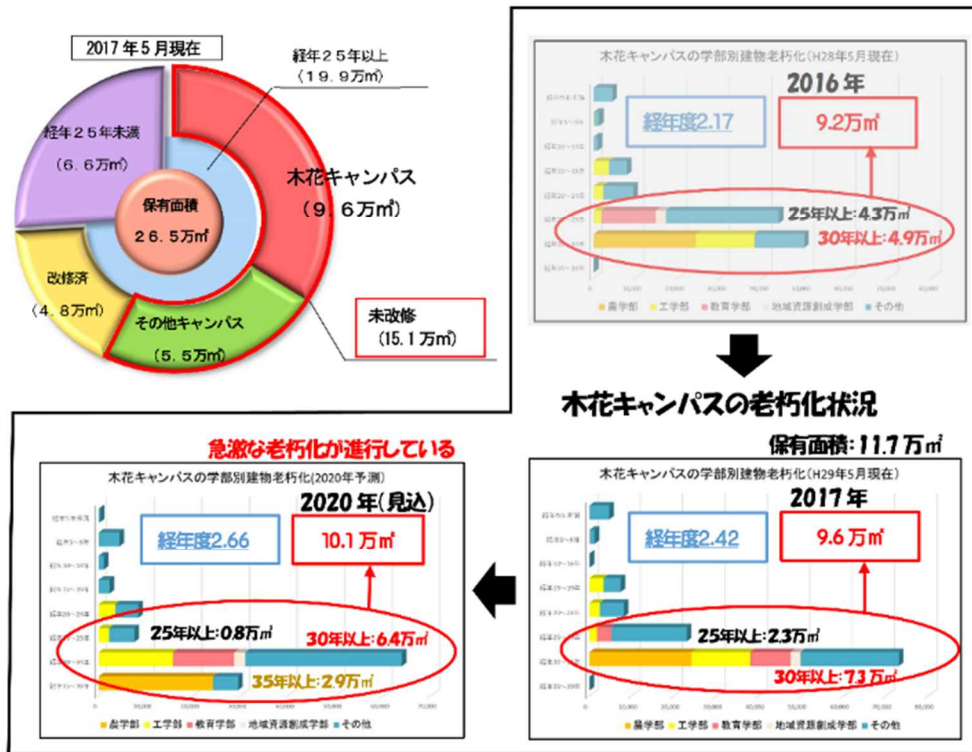 2017年5月現在
経年25年以上
(19.9万㎡)
経年25年未満
(6.6万㎡)
木花キャンパス
(9.6万㎡)
保有面積
26.5万㎡
改修済
(4.8万㎡)
その他キャンパス
(5.5万㎡)
未改修
(15.1万㎡)
木花キャンパスの学部別建物老朽化(H28年5月現在)
2016年
経年度2.17
9.2万㎡
25年以上:4.3万㎡
30年以上:4.9万㎡
農学部 工学部 教育学部 地域資源創成学部 その他
木花キャンパスの老朽化状況
保有面積:11.7万㎡
急激な老朽化が進行している
木花キャンパスの学部別建物老朽化(2020年予測)
2020年(見込)
経年度2.66
10.1万㎡
25年以上:0.8万㎡
30年以上:6.4万㎡
35年以上:2.9万㎡
10,000 20,000 30,000 40,000 50,000 60,000 70,000
農学部 工学部 教育学部 地域資源創成学部 その他
木花キャンパスの学部別建物老朽化(H29年5月現在)
2017年
経年度2.42
9.6万㎡
25年以上:2.3万㎡
30年以上:7.3万㎡
農学部 工学部 教育学部 地域資源創成学部 その他